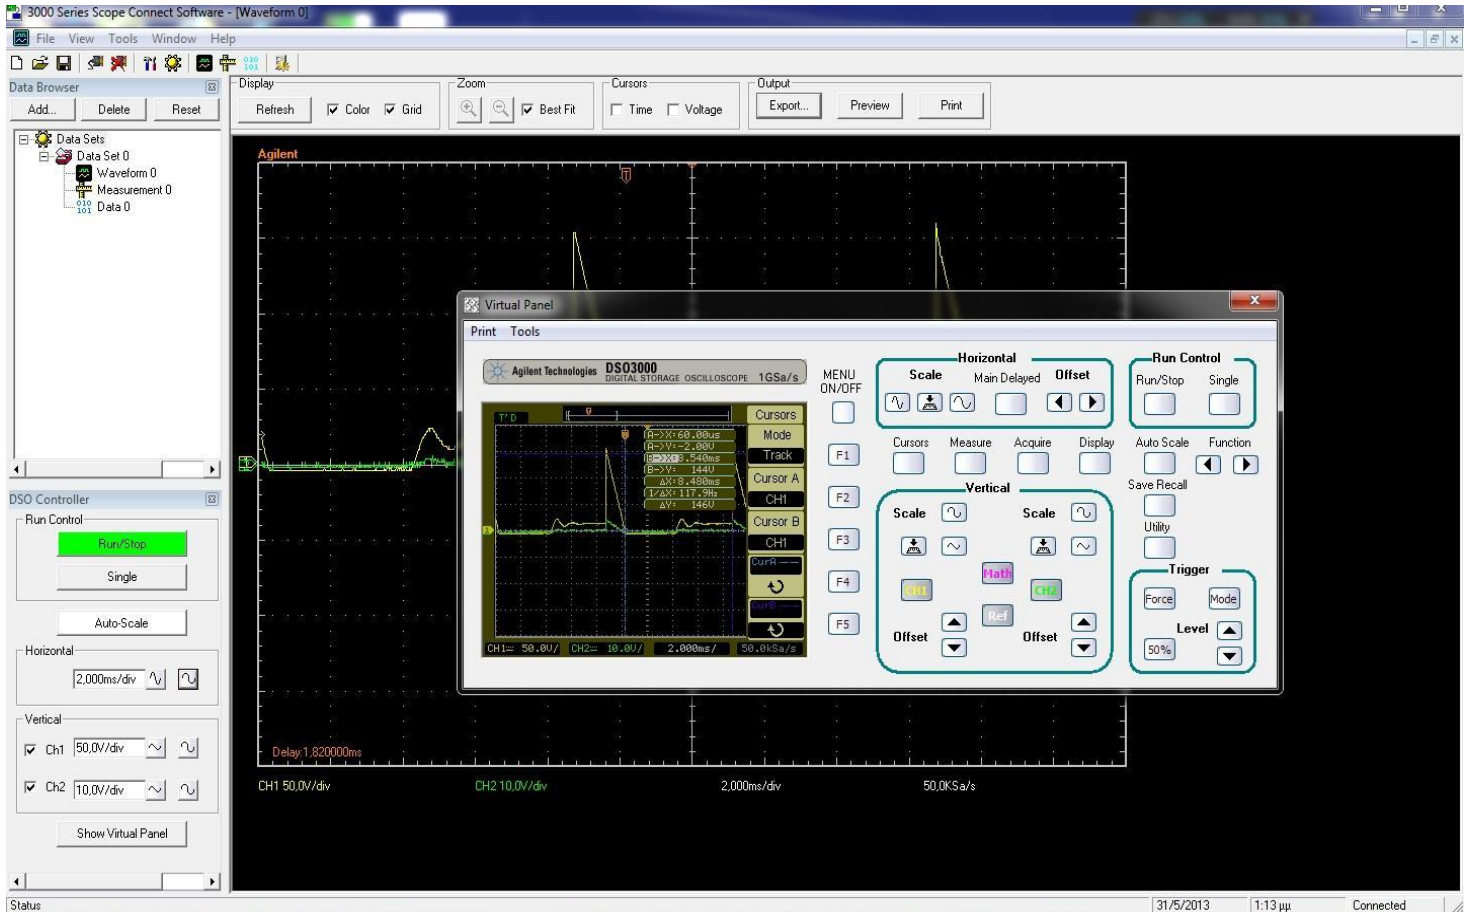 3000 Series Scope Connect Software - [Waveform 0]
File View Tools Window Help
Data Browser
Add... Delete Reset
Data Sets
Data Set 0
Waveform 0
Measurement 0
Data 0
DSO Controller
Run Control
Run/Stop
Single
Auto-Scale
Horizontal
2,000ms/div
Vertical
Ch1 50,0V/div
Ch2 10,0V/div
Show Virtual Panel
Display
Refresh Color Grid
Zoom
Best Fit
Cursors
Time Voltage
Output
Export... Preview Print
Agilent
T
Delay:1,820000ms
CH1 50,0V/div CH2 10,0V/div 2,000ms/div 50,0KSa/s
Virtual Panel
Print Tools
Agilent Technologies DSO3000
DIGITAL STORAGE OSCILLOSCOPE 1GSa/s
T'D
A->X:60.00us
A->Y:-2.00V
B->X:8.540ms
B->Y: 144V
ΔX:8.480ms
1/ΔX:117.9Hz
ΔY: 146V
Cursors
Mode
Track
Cursor A
CH1
Cursor B
CH1
CurA
CurB
CH1 50.0V/ CH2 10.0V/ 2.000ms/ 50.0kSa/s
MENU
ON/OFF
F1
F2
F3
F4
F5
Horizontal
Scale Main Delayed Offset
Run Control
Run/Stop Single
Cursors Measure Acquire Display
Auto Scale Function
Save Recall
Utility
Vertical
Scale Scale
Math
CH1 CH2
Ref
Offset Offset
Trigger
Force Mode
Level
50%
Status
31/5/2013 1:13 μμ Connected